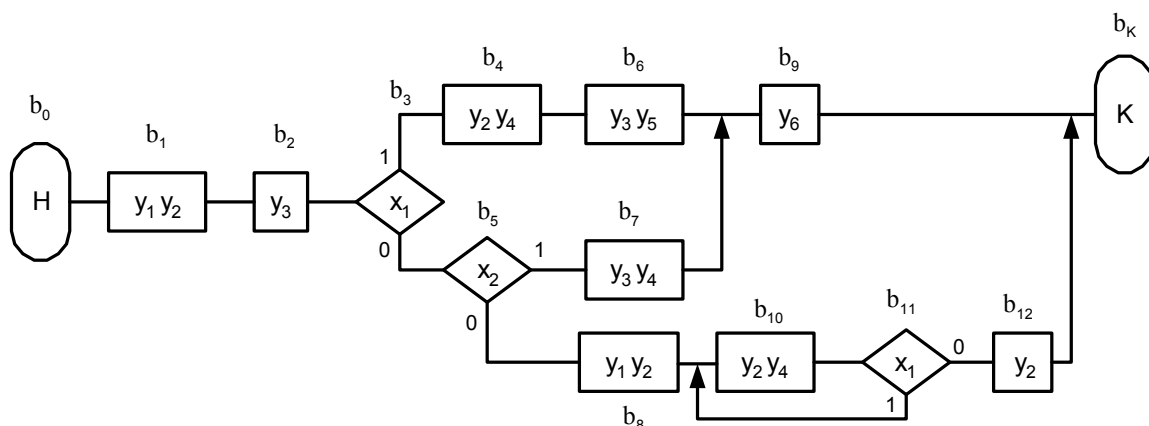 b_K
b_4 b_6 b_9
b_3
b_0
y_2 y_4 y_3 y_5 y_6 K
b_1 b_2
1
H y_1 y_2 y_3 x_1
b_5 b_7
0 1
x_2 y_3 y_4
b_10 b_11 b_12
0
0
y_1 y_2 y_2 y_4 x_1 y_2
1
b_8